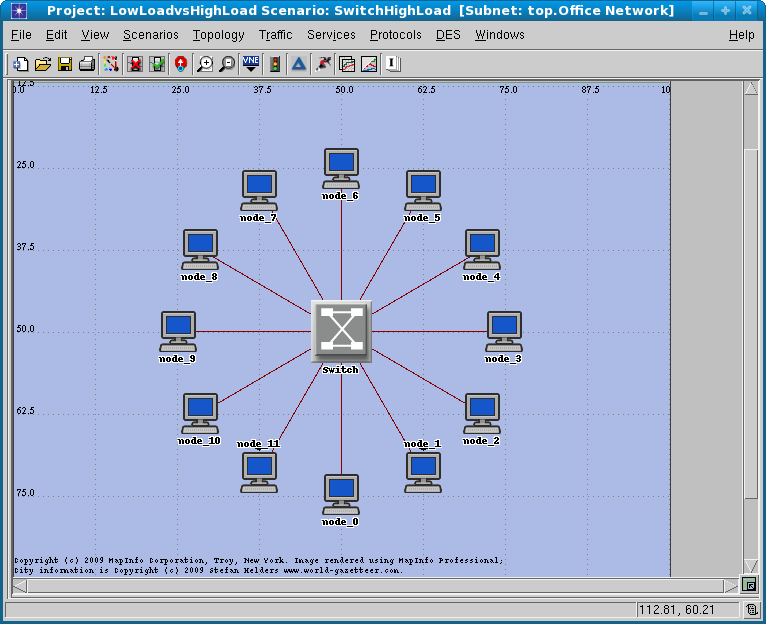 Project: LowLoadvsHighLoad Scenario: SwitchHighLoad [Subnet: top.Office Network]
File Edit View Scenarios Topology Traffic Services Protocols DES Windows Help
VNE
12.5
0.0 12.5 25.0 37.5 50.0 62.5 75.0 87.5 10
25.0
node_6
node_7 node_5
37.5
node_8 node_4
50.0
node_9 node_3
Switch
62.5
node_10 node_2
node_11 node_1
75.0
node_0
Copyright (c) 2009 MapInfo Corporation, Troy, New York. Image rendered using MapInfo Professional;
City information is Copyright (c) 2009 Stefan Helders www.world-gazetteer.com.
112.81, 60.21